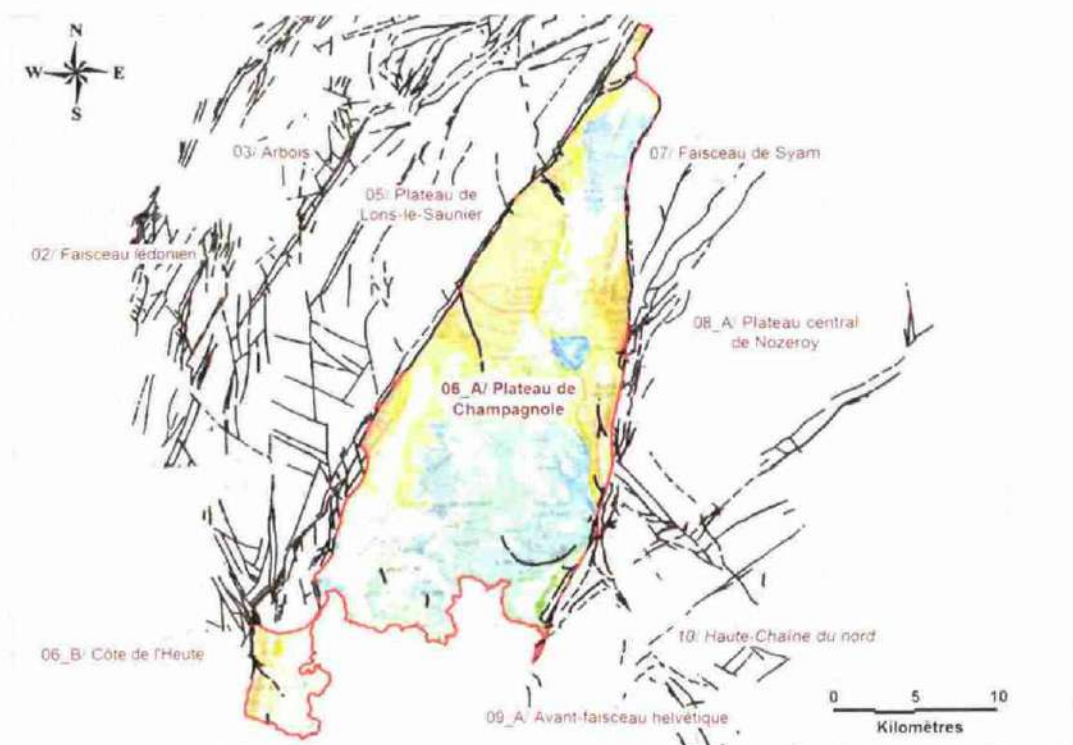 N
W E
S
03/ Arbois
07/ Faisceau de Syam
05/ Plateau de
Lons-le-Saunier
02/ Faisceau lédonien
08_A/ Plateau central
de Nozeroy
06_A/ Plateau de
Champagnole
10/ Haute-Chaîne du nord
06_B/ Côte de l'Heute
09_A/ Avant-faisceau helvétique
0 5 10
Kilomètres